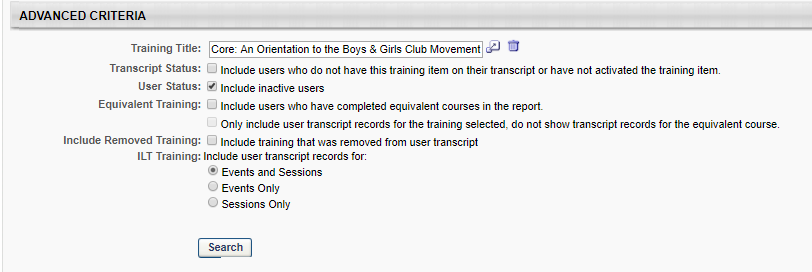 ADVANCED CRITERIA
Training Title: Core: An Orientation to the Boys & Girls Club Movement
Transcript Status: Include users who do not have this training item on their transcript or have not activated the training item.
User Status: Include inactive users
Equivalent Training: Include users who have completed equivalent courses in the report.
Only include user transcript records for the training selected, do not show transcript records for the equivalent course.
Include Removed Training: Include training that was removed from user transcript
ILT Training: Include user transcript records for:
Events and Sessions
Events Only
Sessions Only
Search